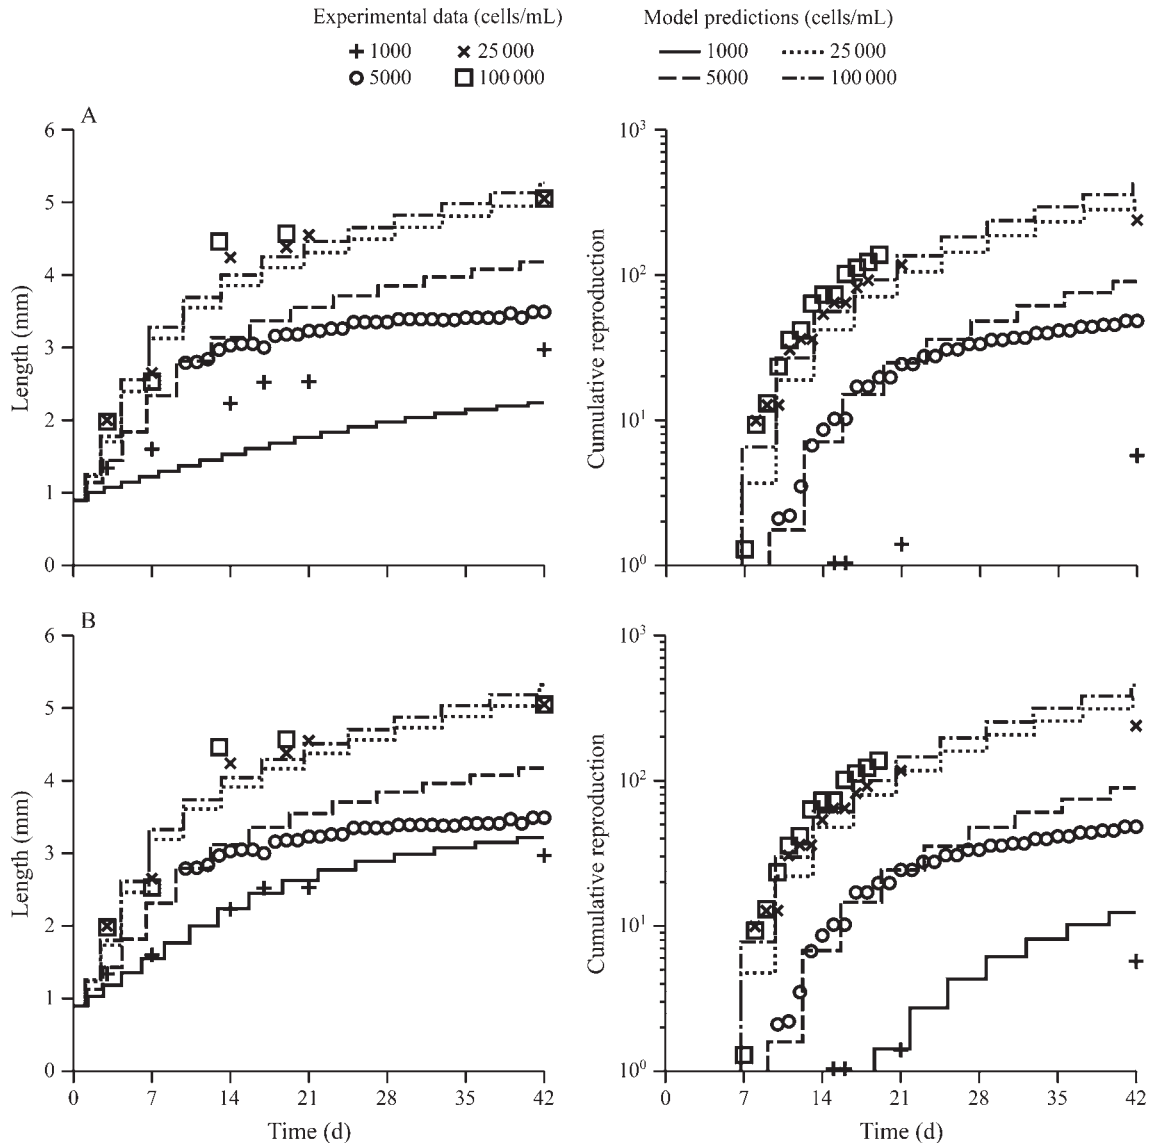 Experimental data (cells/mL) Model predictions (cells/mL)
1000 25 000 1000 25 000
5000 100 000 5000 100 000
A
6
5
4
3
2
1
0
Length (mm)
10³
10²
10¹
10⁰
Cumulative reproduction
0 7 14 21 28 35 42
7 14 21 28 35 42
B
6
5
4
3
2
1
0
Length (mm)
0 7 14 21 28 35 42
Time (d)
10³
10²
10¹
10⁰
Cumulative reproduction
0 7 14 21 28 35 42
Time (d)